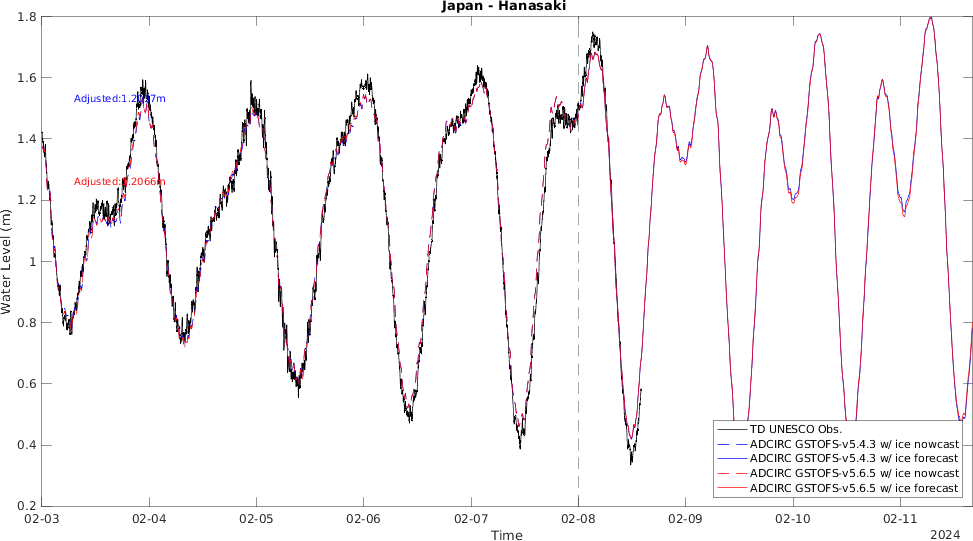 Japan - Hanasaki
1.8
1.6
1.4
1.2
1
0.8
0.6
0.4
0.2
Water Level (m)
Adjusted:
Adjusted:
TD UNESCO Obs.
ADCIRC GSTOFS-v5.4.3 w/ ice nowcast
ADCIRC GSTOFS-v5.4.3 w/ ice forecast
ADCIRC GSTOFS-v5.6.5 w/ ice nowcast
ADCIRC GSTOFS-v5.6.5 w/ ice forecast
02-03 02-04 02-05 02-06 02-07 02-08 02-09 02-10 02-11
Time
2024